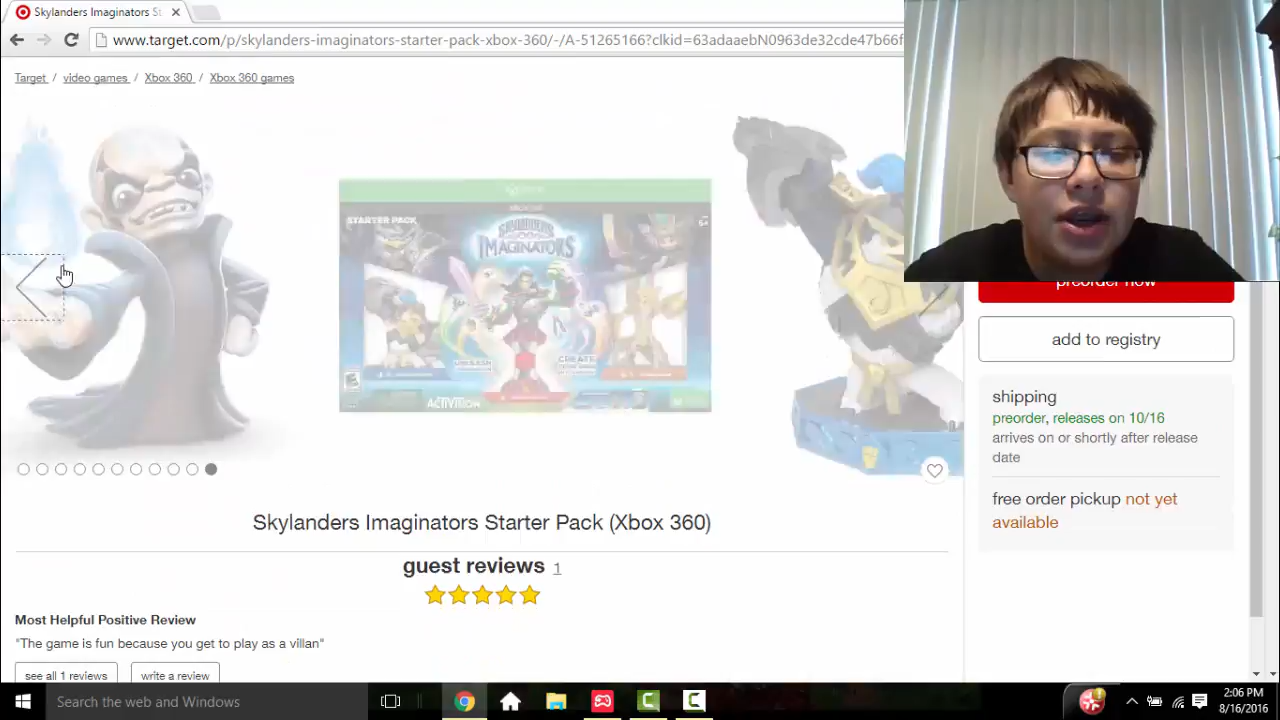 Skylanders Imaginators St
www.target.com/p/skylanders-imaginators-starter-pack-xbox-360/-/A-51265166?clkid=63adaaebN0963de32cde47b66f
Target / video games / Xbox 360 / Xbox 360 games
STARTER PACK
SKYLANDERS
IMAGINATORS
CREATE
ACTIVISION
preorder now
add to registry
shipping
preorder, releases on 10/16
arrives on or shortly after release
date
free order pickup not yet
available
Skylanders Imaginators Starter Pack (Xbox 360)
guest reviews 1
Most Helpful Positive Review
"The game is fun because you get to play as a villan"
see all 1 reviews
write a review
Search the web and Windows
2:06 PM
8/16/2016